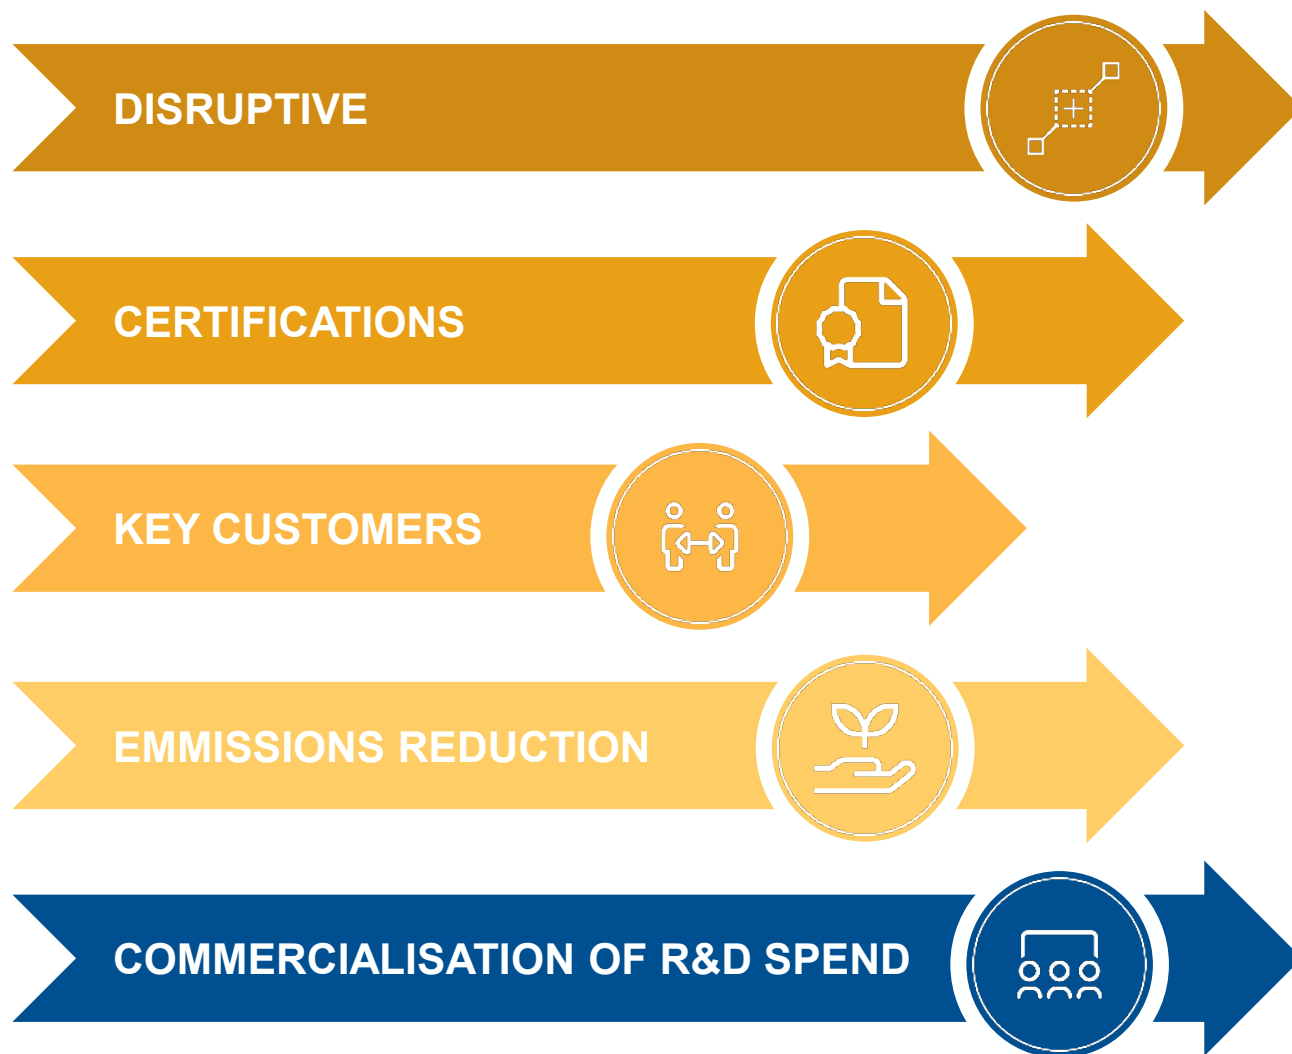 DISRUPTIVE
CERTIFICATIONS
KEY CUSTOMERS
EMMISSIONS REDUCTION
COMMERCIALISATION OF R&D SPEND